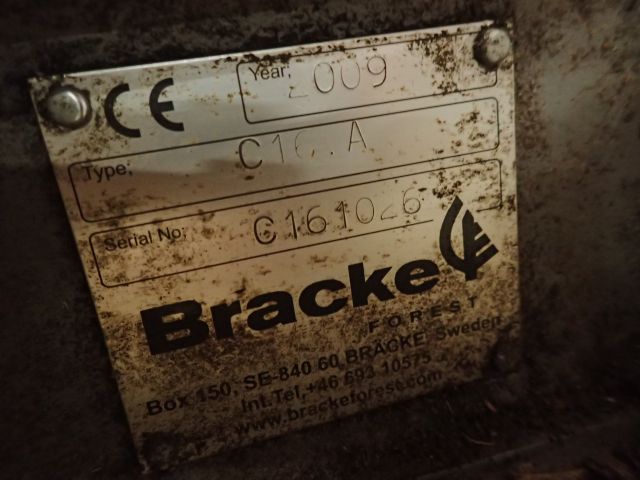 CE Year; 2009
Type; C16.A
Serial No; C161026
Bracke
FOREST
Box 150, SE-840 60 BRÄCKE Sweden
Int.Tel,+46 693 10575
www.brackeforest.com